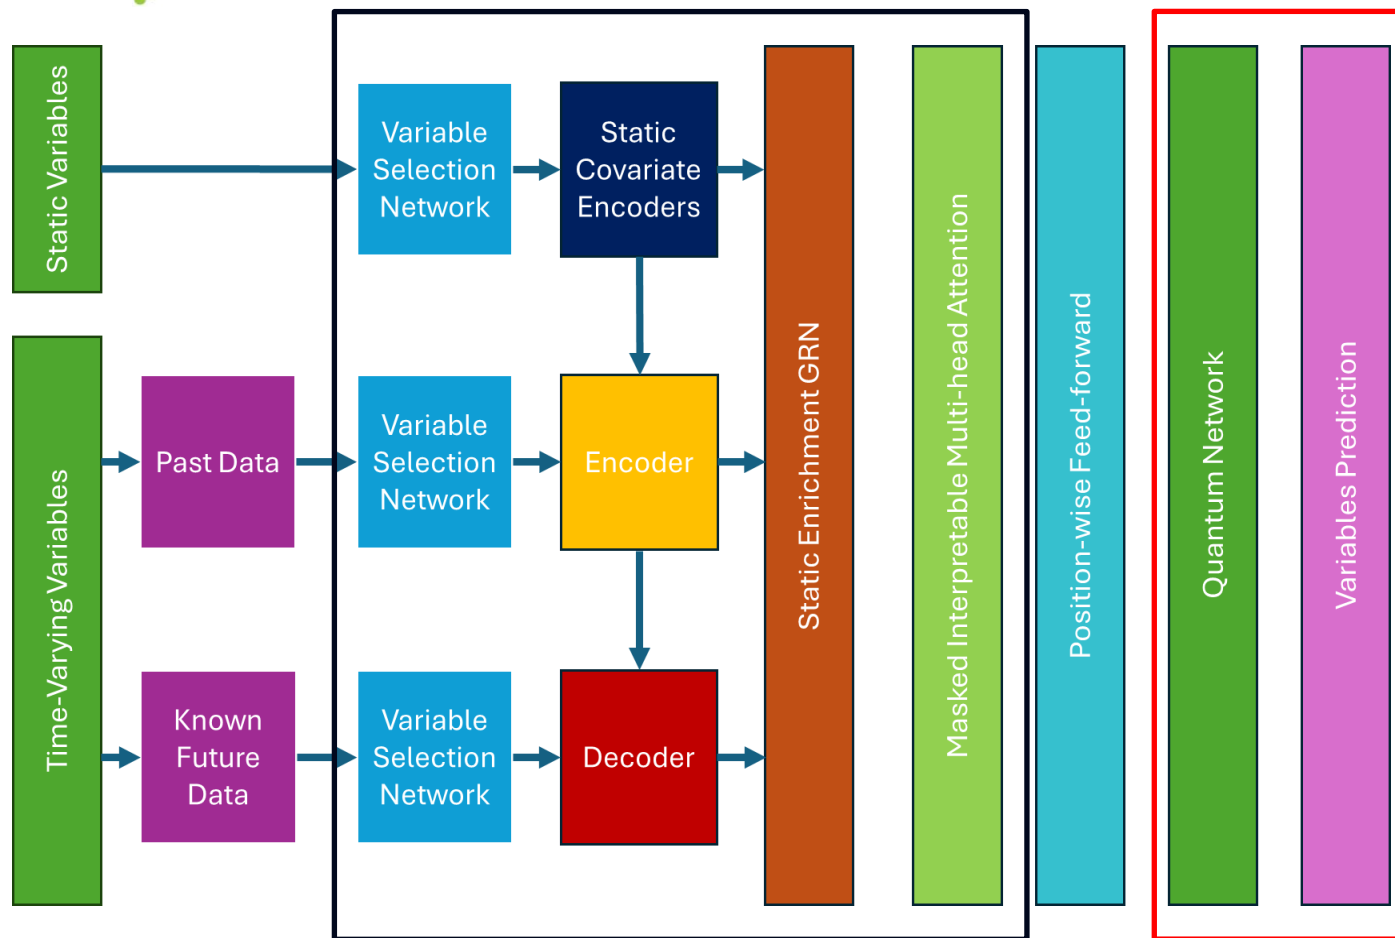 Static Variables
Variable
Selection
Network
Static
Covariate
Encoders
Time-Varying Variables
Past Data
Variable
Selection
Network
Encoder
Known
Future
Data
Variable
Selection
Network
Decoder
Static Enrichment GRN
Masked Interpretable Multi-head Attention
Position-wise Feed-forward
Quantum Network
Variables Prediction